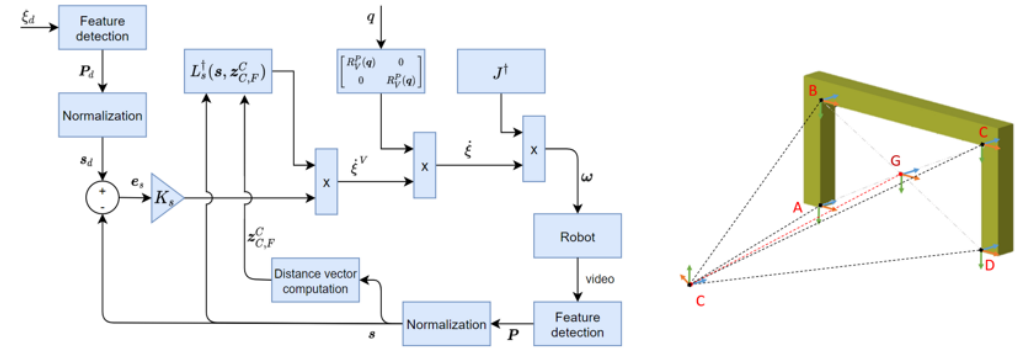 ξ_d
Feature
detection
P_d
Normalization
s_d
+
-
e_s
K_s
L_s^†(s, z_{C,F}^C)
q
[R_V^P(q) 0
0 R_V^P(q)]
J^†
x
ξ̇^V
x
ξ̇
x
ω
Robot
video
Feature
detection
P
Normalization
s
Distance vector
computation
z_{C,F}^C
B
C
G
A
D
C